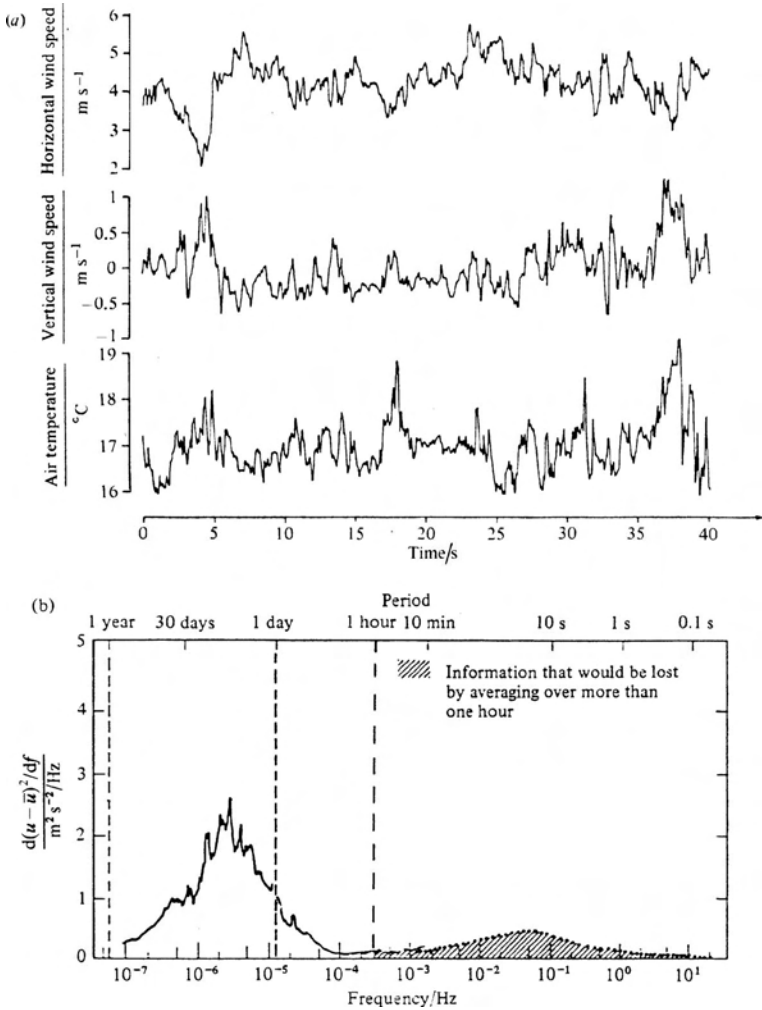 (a)
Horizontal wind speed
m s⁻¹
6
5
4
3
2
Vertical wind speed
m s⁻¹
1
0.5
0
−0.5
−1
Air temperature
°C
19
18
17
16
0 5 10 15 20 25 30 35 40
Time/s
(b)
Period
1 year 30 days 1 day 1 hour 10 min 10 s 1 s 0.1 s
Information that would be lost
by averaging over more than
one hour
d(u−ū)²/df
m² s⁻²/Hz
5
4
3
2
1
0
10⁻⁷ 10⁻⁶ 10⁻⁵ 10⁻⁴ 10⁻³ 10⁻² 10⁻¹ 10⁰ 10¹
Frequency/Hz